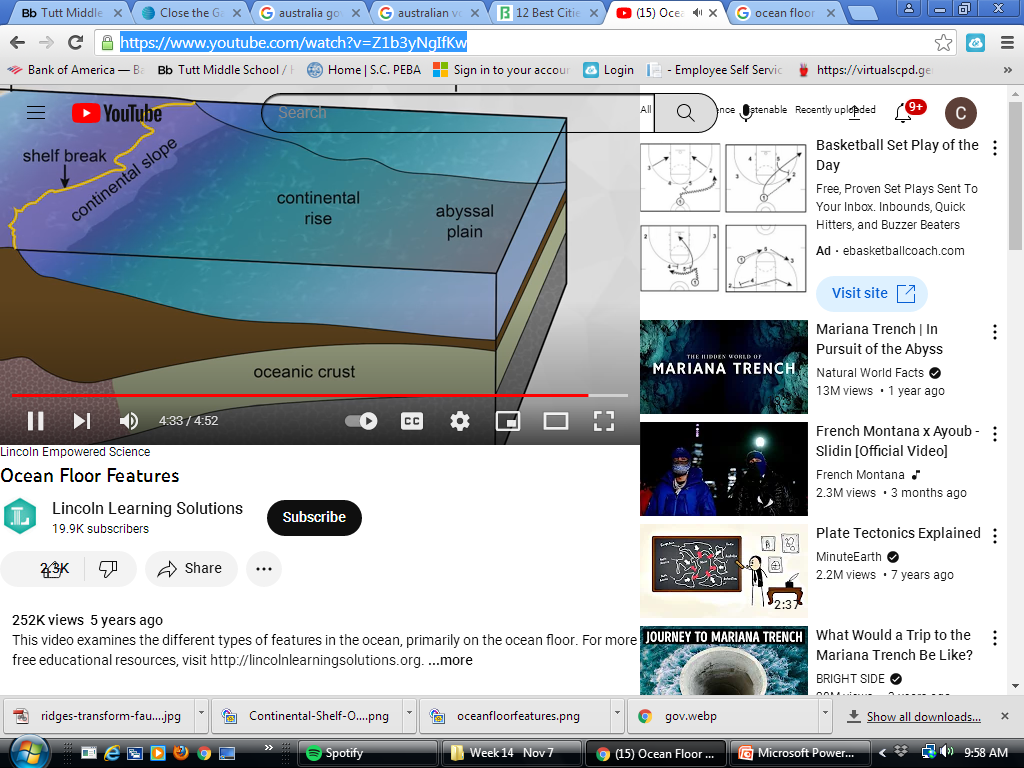 Bb Tutt Middle
Close the Ga
australia gov
australian vo
12 Best Citie
(15) Ocea
ocean floor
https://www.youtube.com/watch?v=Z1b3yNgIfKw
Bank of America — B
Bb Tutt Middle School / H
Home | S.C. PEBA
Sign in to your accour
Login
- Employee Self Servic
https://virtualscpd.ge
»
YouTube
Search
All
Recently uploaded
9+
C
shelf break
continental slope
continental
rise
abyssal
plain
oceanic crust
4:33 / 4:52
CC
Lincoln Empowered Science
Ocean Floor Features
Lincoln Learning Solutions
19.9K subscribers
Subscribe
2.3K
Share
252K views 5 years ago
This video examines the different types of features in the ocean, primarily on the ocean floor. For more
free educational resources, visit http://lincolnlearningsolutions.org. ...more
Basketball Set Play of the
Day
Free, Proven Set Plays Sent To
Your Inbox. Inbounds, Quick
Hitters, and Buzzer Beaters
Ad · ebasketballcoach.com
Visit site
THE HIDDEN WORLD OF
MARIANA TRENCH
Mariana Trench | In
Pursuit of the Abyss
Natural World Facts
13M views • 1 year ago
French Montana x Ayoub -
Slidin [Official Video]
French Montana
2.3M views • 3 months ago
2:37
Plate Tectonics Explained
MinuteEarth
2.2M views • 7 years ago
JOURNEY TO MARIANA TRENCH
What Would a Trip to the
Mariana Trench Be Like?
BRIGHT SIDE
ridges-transform-fau....jpg
Continental-Shelf-O....png
oceanfloorfeatures.png
gov.webp
Show all downloads...
»
Spotify
Week 14 Nov 7
(15) Ocean Floor ...
Microsoft Power...
9:58 AM